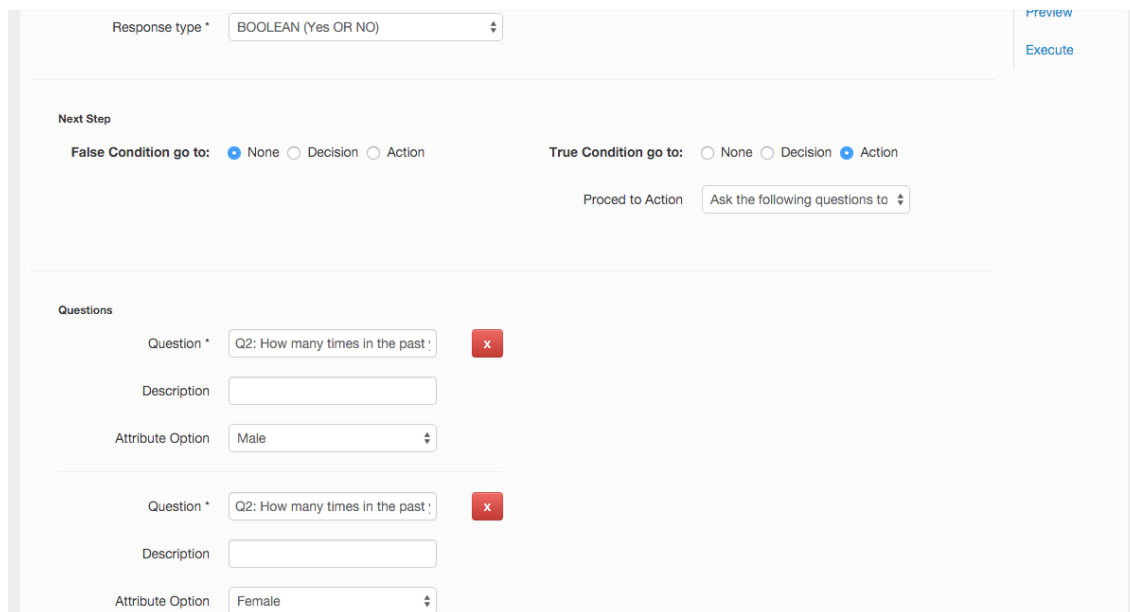 Preview
Response type * BOOLEAN (Yes OR NO)
Execute
Next Step
False Condition go to: None Decision Action True Condition go to: None Decision Action
Proced to Action Ask the following questions to
Questions
Question * Q2: How many times in the past x
Description
Attribute Option Male
Question * Q2: How many times in the past x
Description
Attribute Option Female